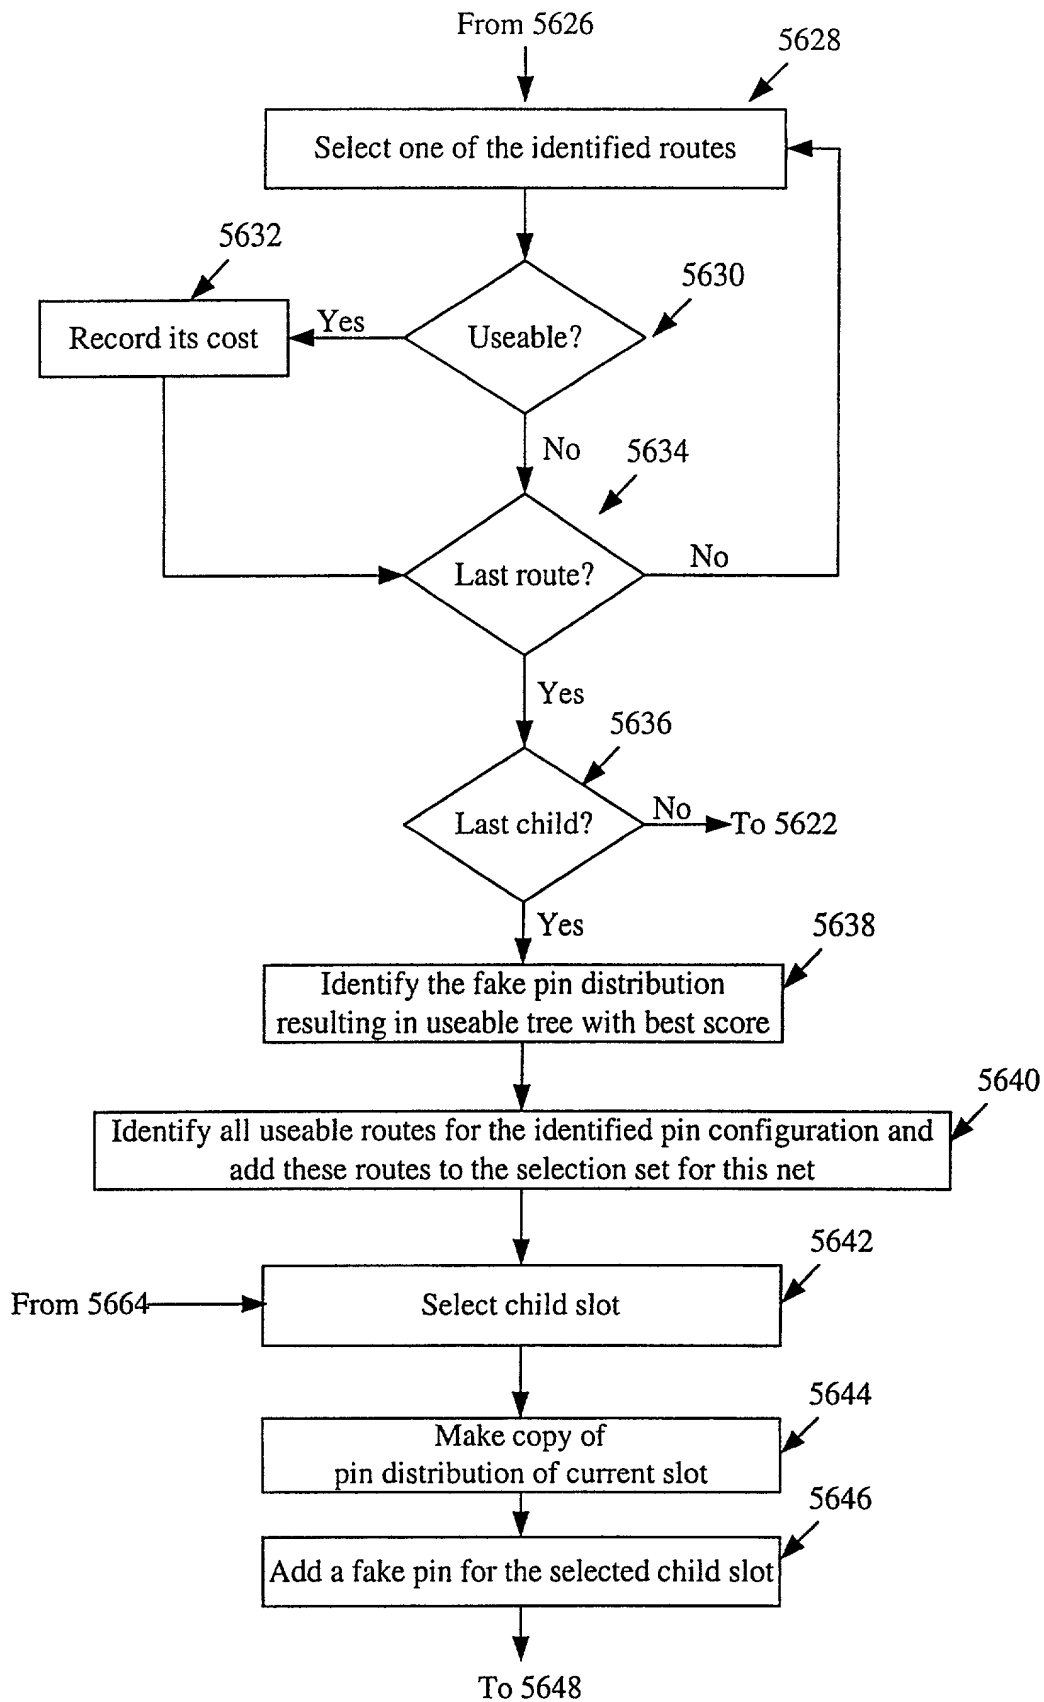 From 5626
5628
Select one of the identified routes
5632
5630
Record its cost
Yes
Useable?
No
5634
Last route?
No
Yes
5636
Last child?
No
To 5622
Yes
5638
Identify the fake pin distribution
resulting in useable tree with best score
5640
Identify all useable routes for the identified pin configuration and
add these routes to the selection set for this net
5642
From 5664
Select child slot
5644
Make copy of
pin distribution of current slot
5646
Add a fake pin for the selected child slot
To 5648